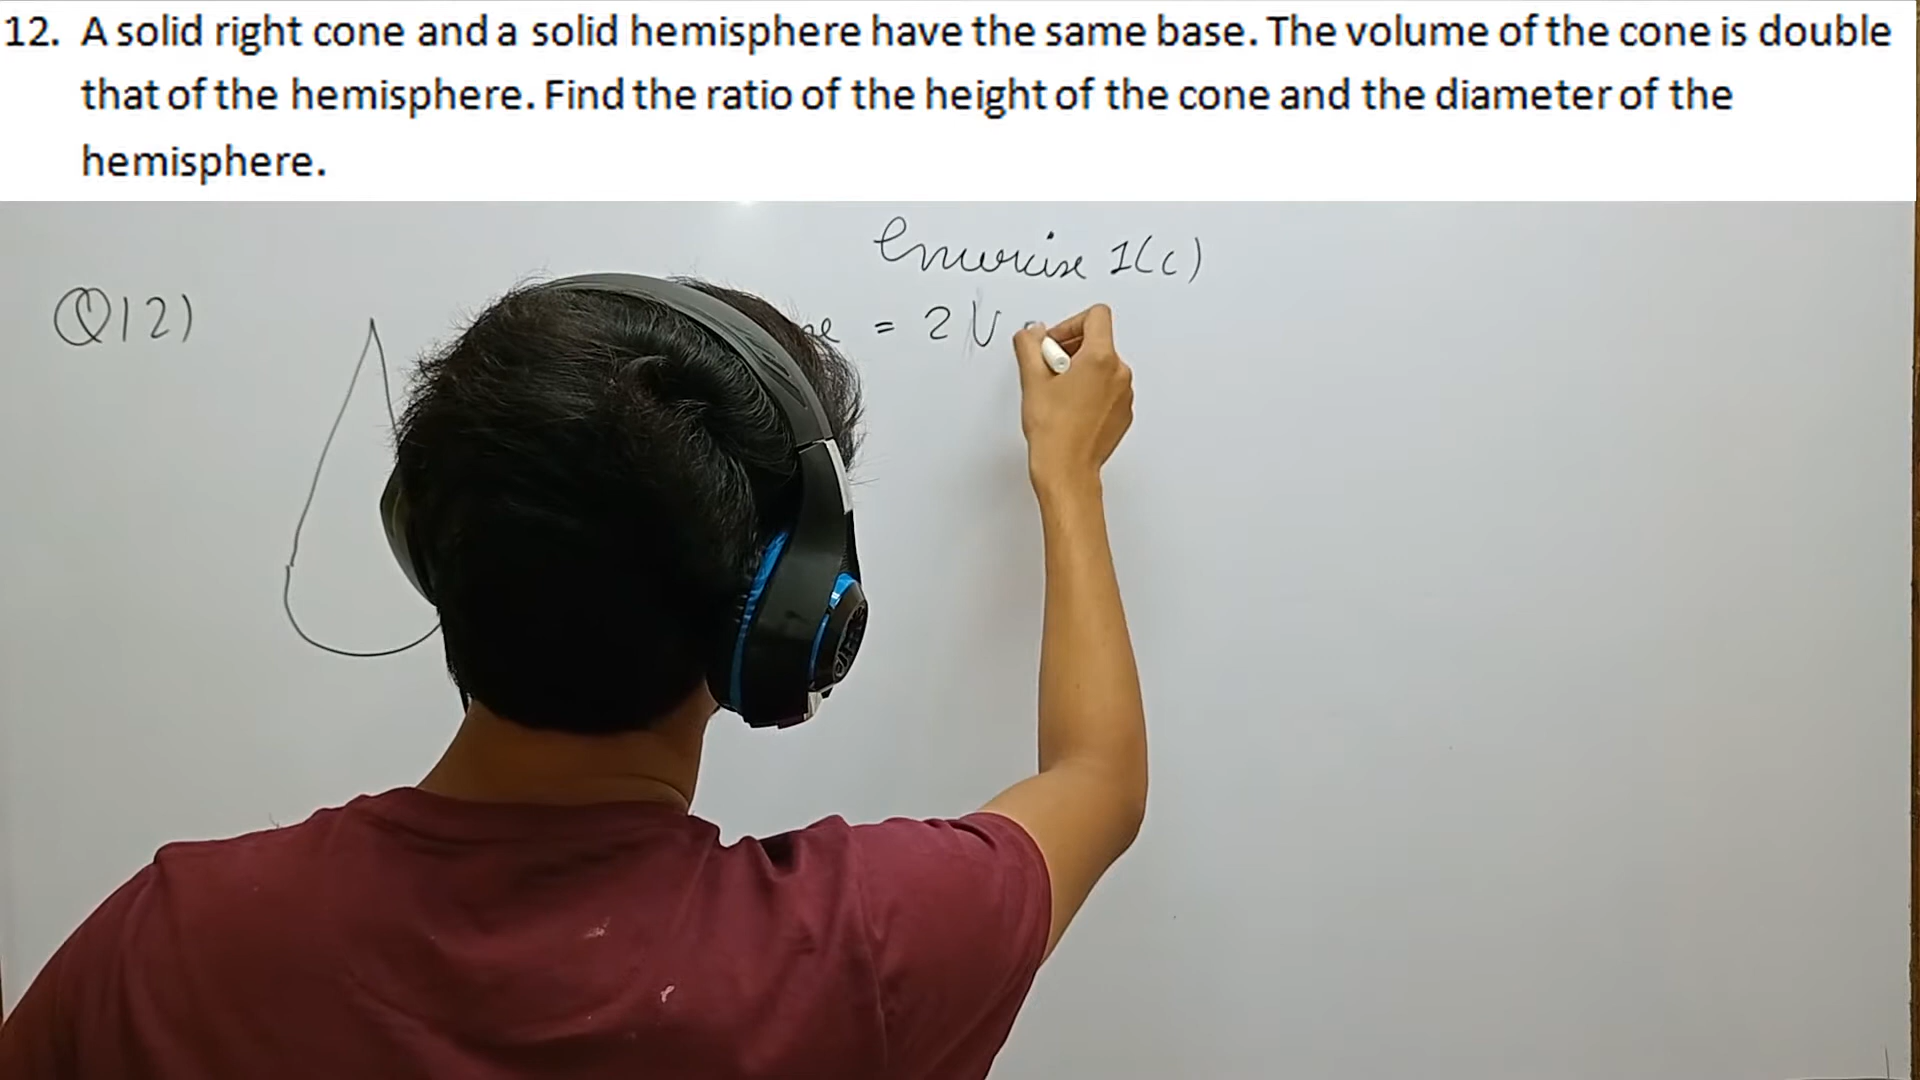 12. A solid right cone and a solid hemisphere have the same base. The volume of the cone is double
that of the hemisphere. Find the ratio of the height of the cone and the diameter of the
hemisphere.
Exercise 1(c)
Q12)
= 2 V